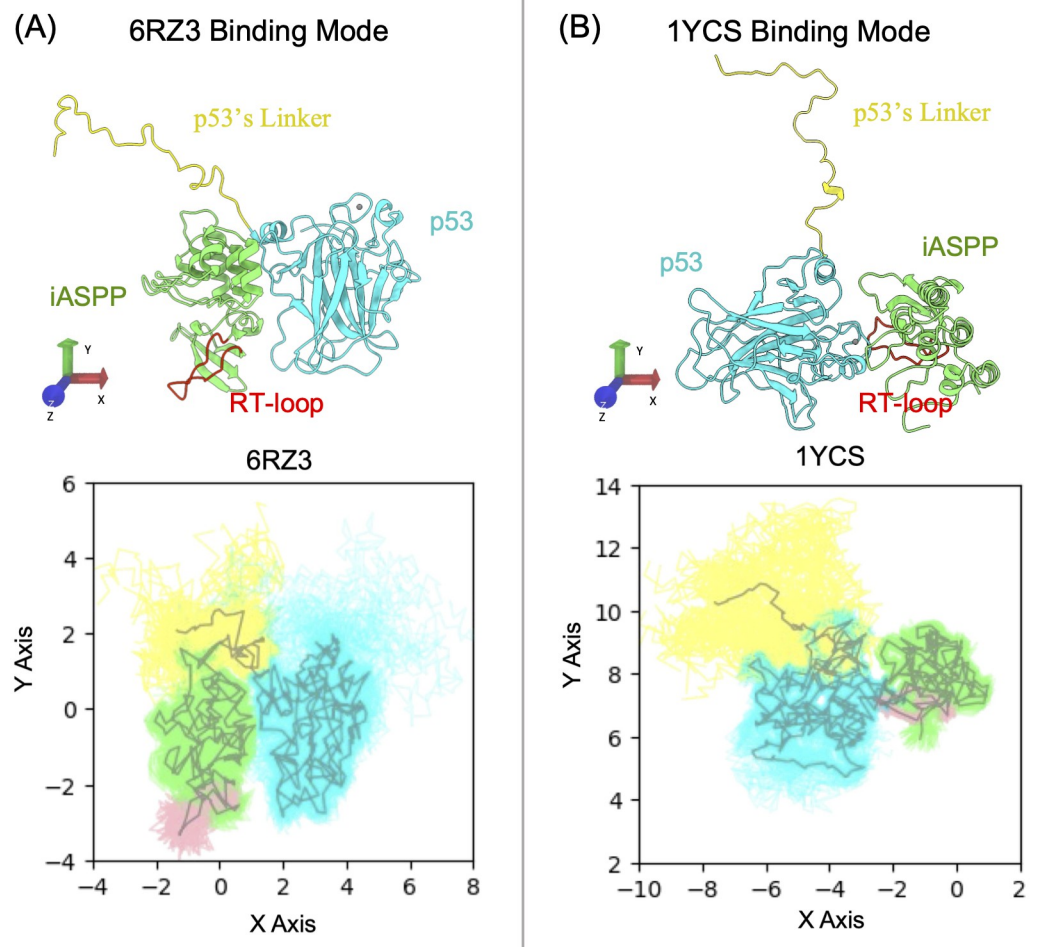 (A)
6RZ3 Binding Mode
p53's Linker
p53
iASPP
Y
X
Z
RT-loop
6RZ3
6
4
2
0
−2
−4
−4
−2
0
2
4
6
8
Y Axis
X Axis
(B)
1YCS Binding Mode
p53's Linker
iASPP
p53
Y
X
Z
RT-loop
1YCS
14
12
10
8
6
4
2
−10
−8
−6
−4
−2
0
2
Y Axis
X Axis